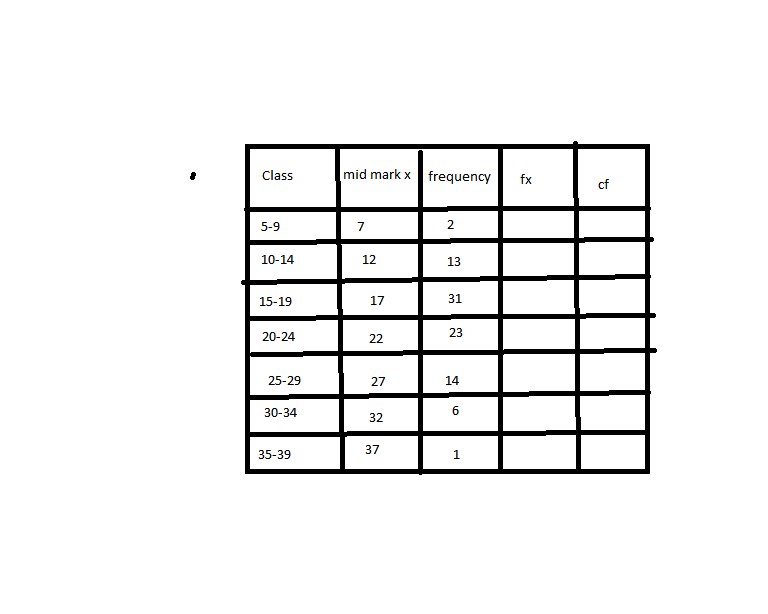 Class mid mark x frequency fx cf
5-9 7 2
10-14 12 13
15-19 17 31
20-24 22 23
25-29 27 14
30-34 32 6
35-39 37 1